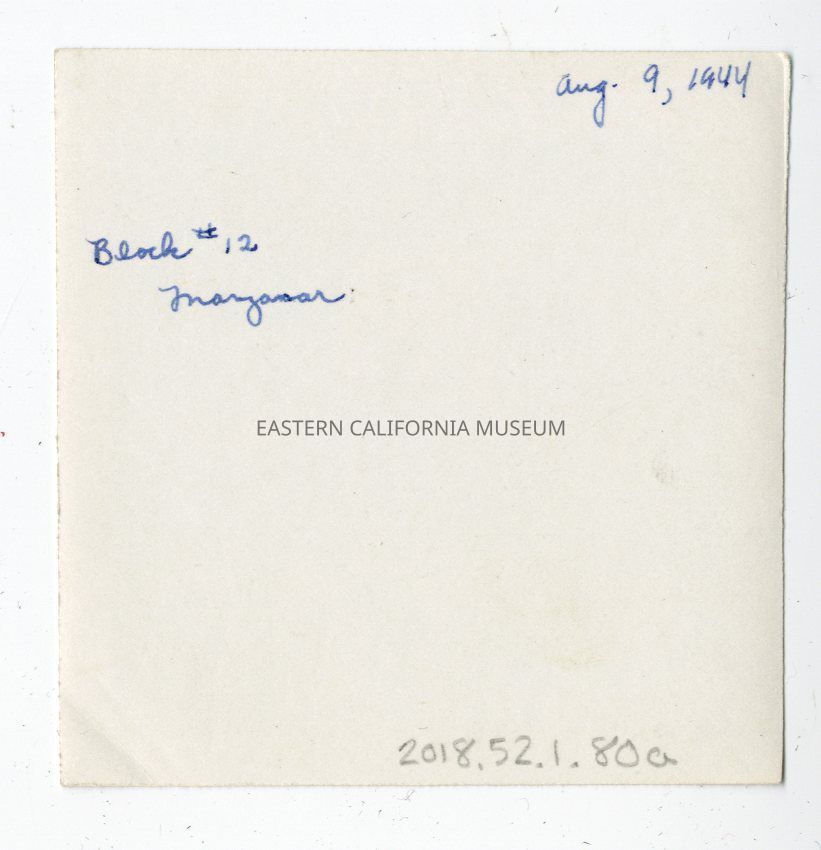 Aug. 9, 1944
Block #12
Manzanar
EASTERN CALIFORNIA MUSEUM
2018.52.1.80a